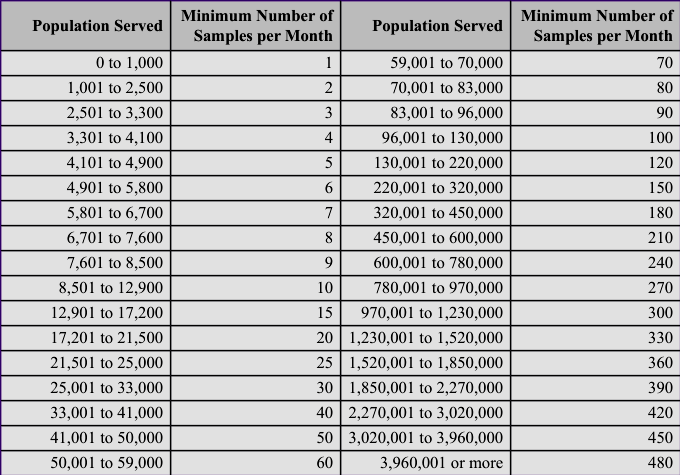 Population Served Minimum Number of Samples per Month Population Served Minimum Number of Samples per Month
0 to 1,000 1 59,001 to 70,000 70
1,001 to 2,500 2 70,001 to 83,000 80
2,501 to 3,300 3 83,001 to 96,000 90
3,301 to 4,100 4 96,001 to 130,000 100
4,101 to 4,900 5 130,001 to 220,000 120
4,901 to 5,800 6 220,001 to 320,000 150
5,801 to 6,700 7 320,001 to 450,000 180
6,701 to 7,600 8 450,001 to 600,000 210
7,601 to 8,500 9 600,001 to 780,000 240
8,501 to 12,900 10 780,001 to 970,000 270
12,901 to 17,200 15 970,001 to 1,230,000 300
17,201 to 21,500 20 1,230,001 to 1,520,000 330
21,501 to 25,000 25 1,520,001 to 1,850,000 360
25,001 to 33,000 30 1,850,001 to 2,270,000 390
33,001 to 41,000 40 2,270,001 to 3,020,000 420
41,001 to 50,000 50 3,020,001 to 3,960,000 450
50,001 to 59,000 60 3,960,001 or more 480